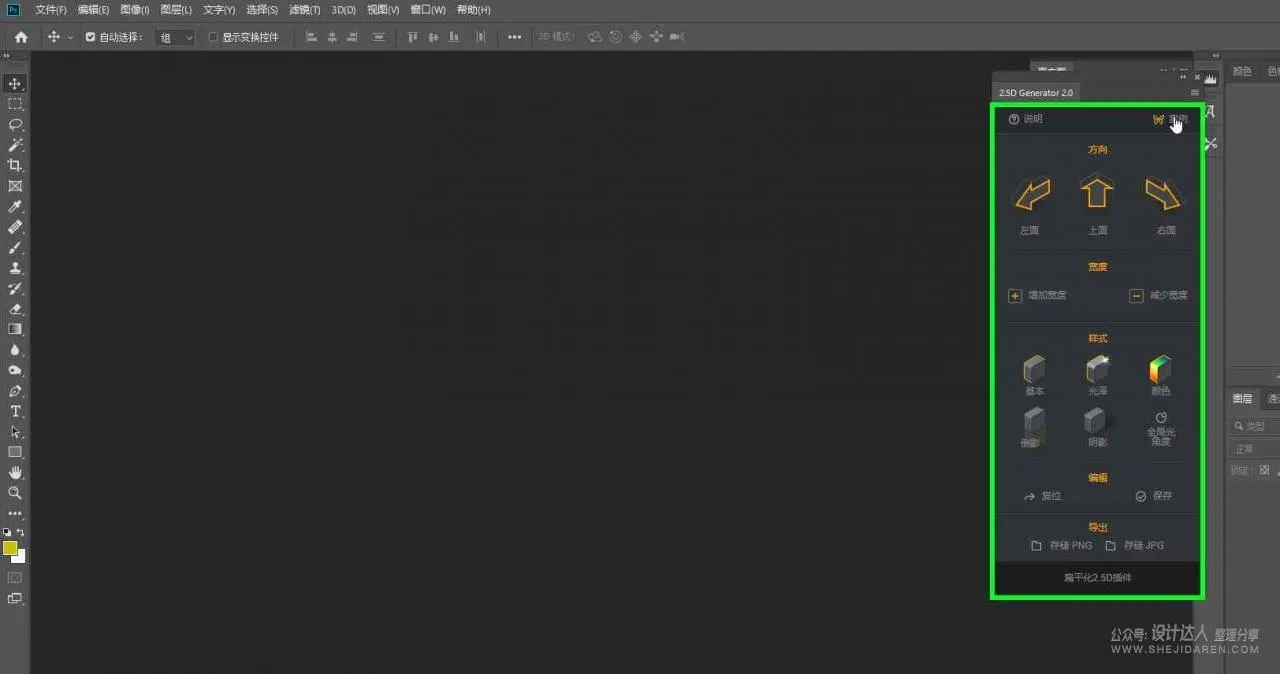 Ps 文件(F) 编辑(E) 图像(I) 图层(L) 文字(Y) 选择(S) 滤镜(T) 3D(D) 视图(V) 窗口(W) 帮助(H)
自动选择： 组 显示变换控件 3D 模式：
颜色 色
2.5D Generator 2.0
说明
方向
左面 上面 右面
宽度
增加宽度 减少宽度
样式
基本 光泽 颜色
倒影 阴影 全局光
角度
编辑
复位 保存
导出
存储 PNG 存储 JPG
扁平化2.5D插件
图层 通
类型
正常
锁定：
公众号: 设计达人 整理分享
WWW.SHEJIDAREN.COM